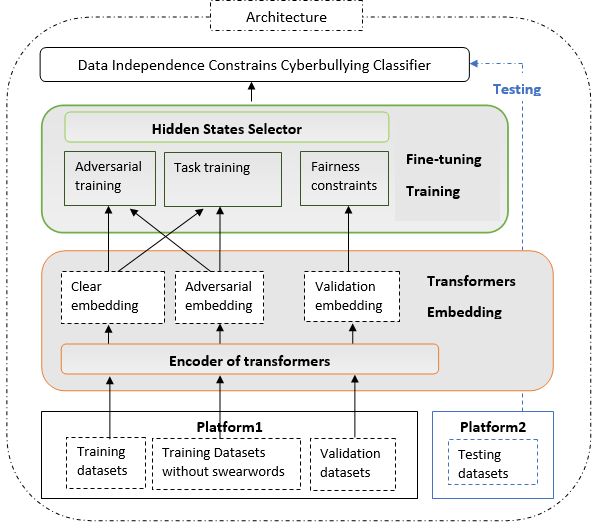 Architecture
Data Independence Constrains Cyberbullying Classifier
Testing
Hidden States Selector
Adversarial
training
Task training
Fairness
constraints
Fine-tuning
Training
Clear
embedding
Adversarial
embedding
Validation
embedding
Transformers
Embedding
Encoder of transformers
Platform1
Training
datasets
Training Datasets
without swearwords
Validation
datasets
Platform2
Testing
datasets